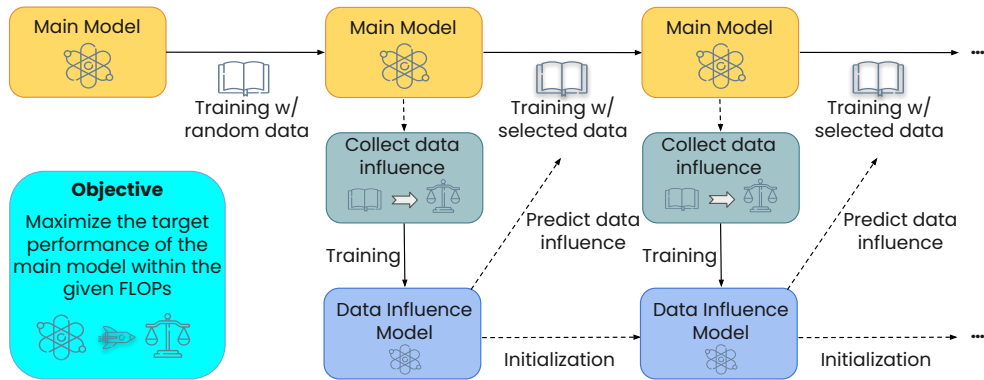 Main Model
Main Model
Main Model
...
Training w/
random data
Training w/
selected data
Training w/
selected data
Collect data
influence
Collect data
influence
Objective
Maximize the target
performance of the
main model within the
given FLOPs
Predict data
influence
Predict data
influence
Training
Training
Data Influence
Model
Data Influence
Model
Initialization
Initialization
...